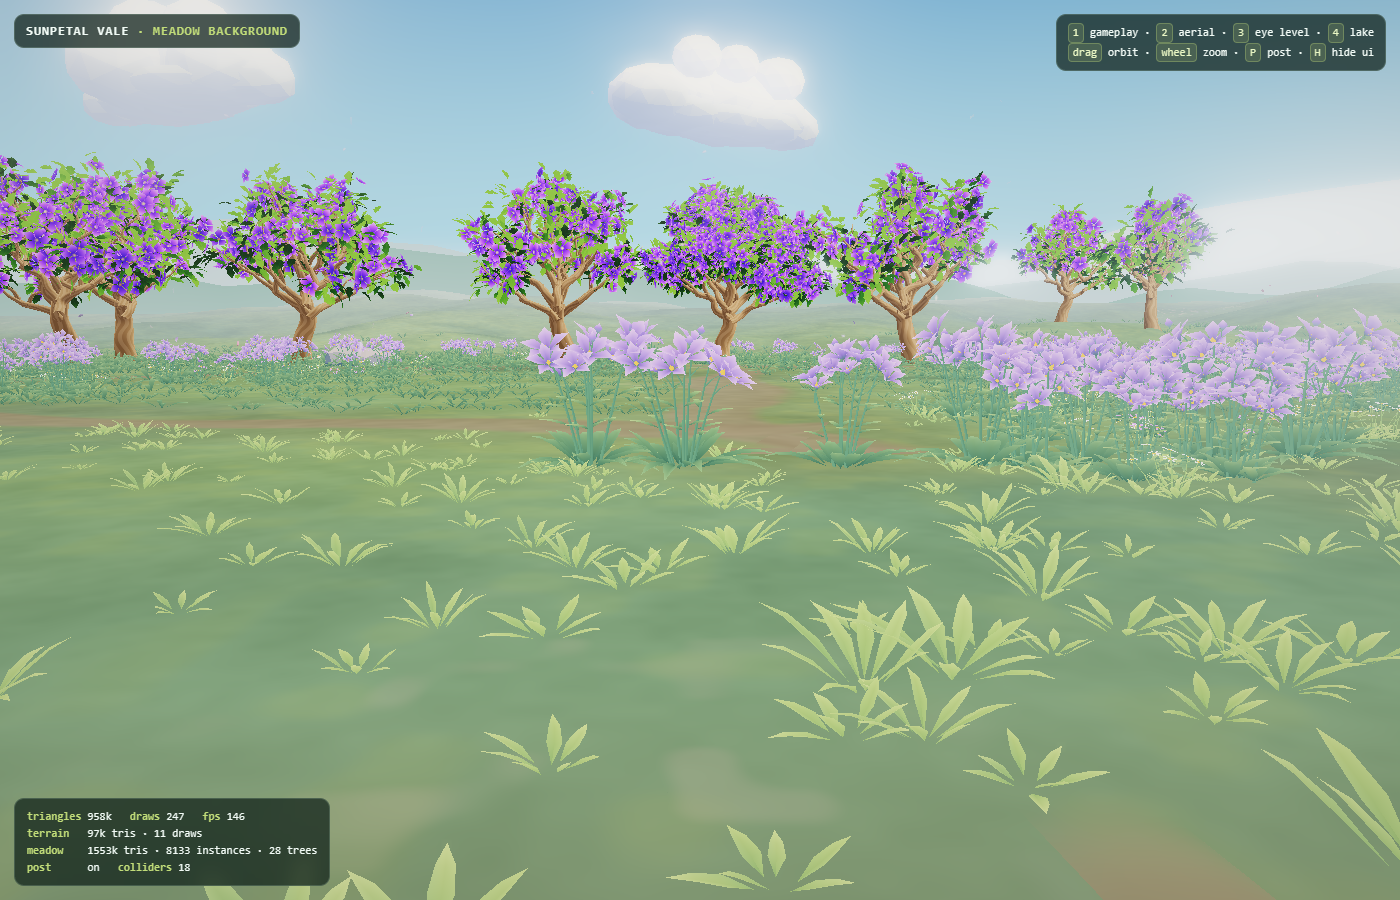 SUNPETAL VALE · MEADOW BACKGROUND
1 gameplay · 2 aerial · 3 eye level · 4 lake
drag orbit · wheel zoom · P post · H hide ui
triangles 958k draws 247 fps 146
terrain 97k tris · 11 draws
meadow 1553k tris · 8133 instances · 28 trees
post on colliders 18